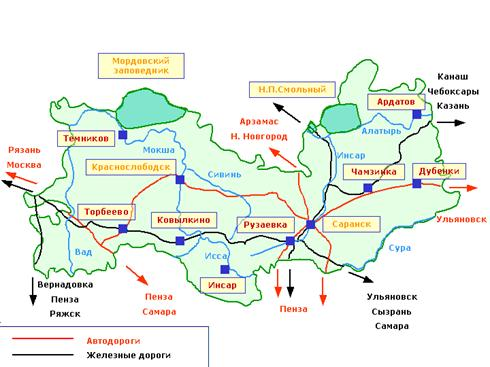 Мордовский
заповедник
Н.П.Смольный
Канаш
Чебоксары
Казань
Ардатов
Арзамас
Н. Новгород
Темников
Алатырь
Мокша
Инсар
Рязань
Москва
Краснослободск
Сивинь
Чамзинка
Дубенки
Торбеево
Ковылкино
Рузаевка
Саранск
Ульяновск
Сура
Вад
Исса
Инсар
Вернадовка
Пенза
Ряжск
Пенза
Самара
Пенза
Ульяновск
Сызрань
Самара
Автодороги
Железные дороги